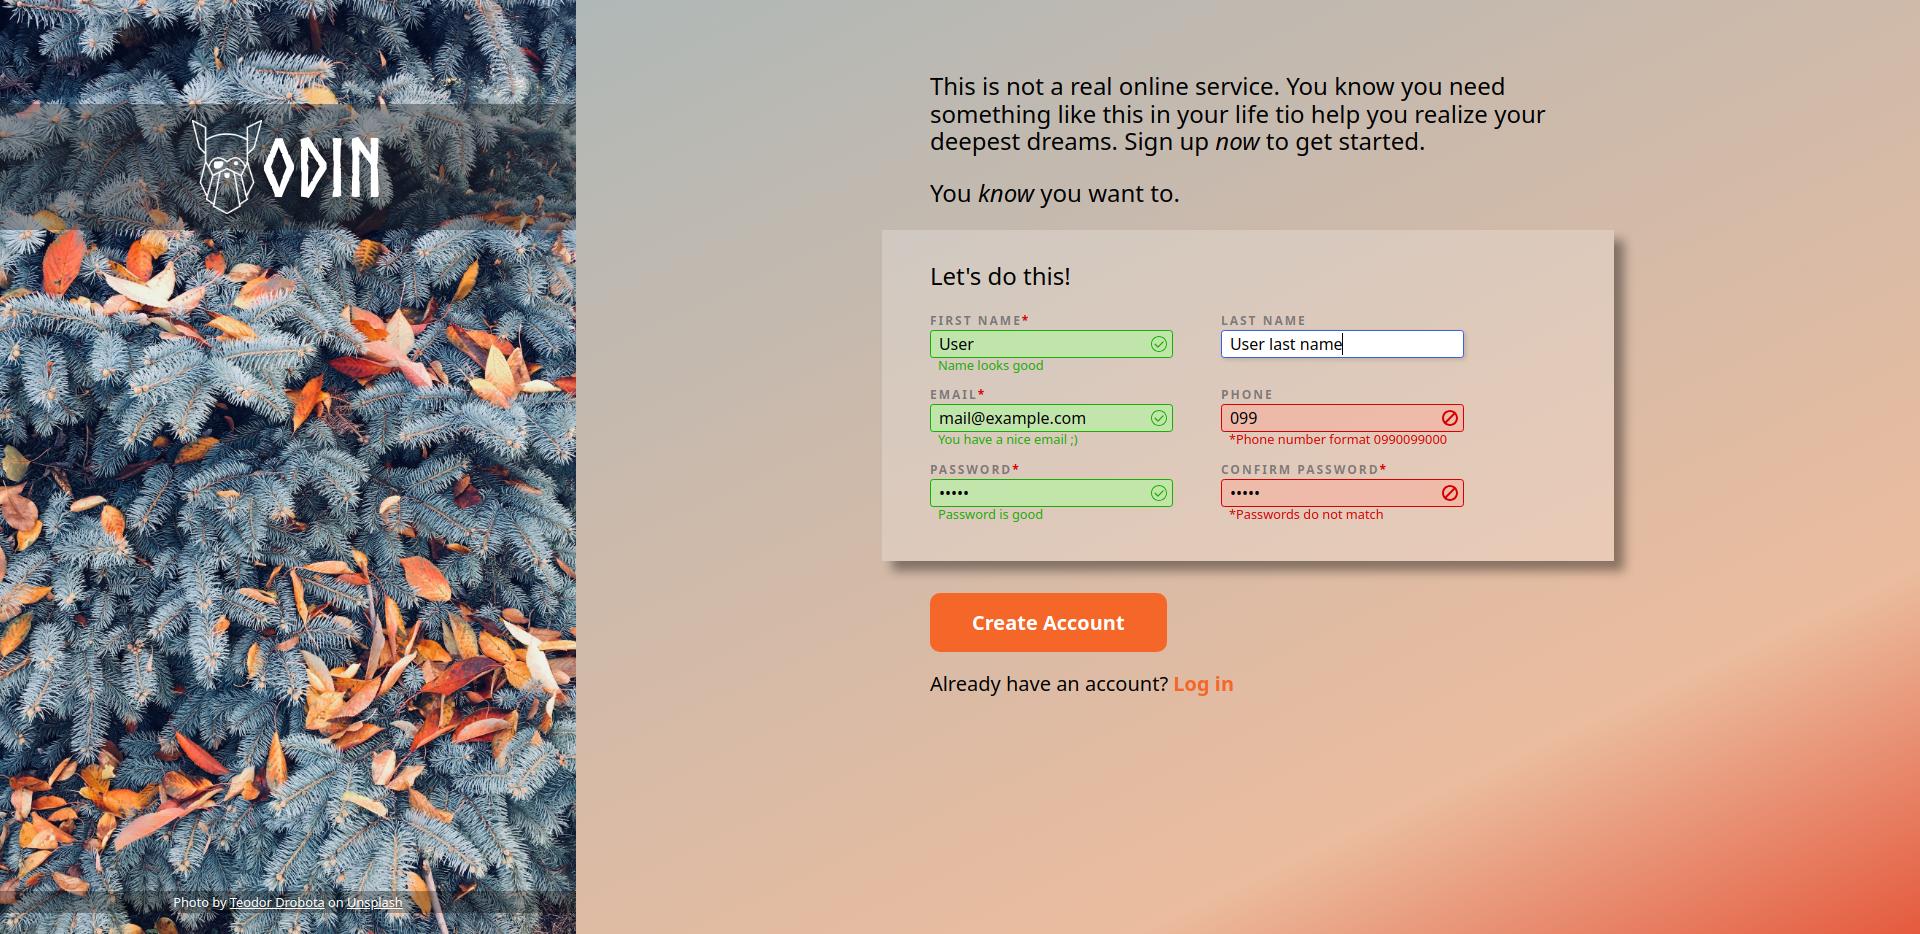 ODIN
This is not a real online service. You know you need
something like this in your life tio help you realize your
deepest dreams. Sign up now to get started.
You know you want to.
Let's do this!
FIRST NAME*
User
Name looks good
LAST NAME
User last name
EMAIL*
mail@example.com
You have a nice email ;)
PHONE
099
*Phone number format 0990099000
PASSWORD*
•••••
Password is good
CONFIRM PASSWORD*
•••••
*Passwords do not match
Create Account
Already have an account? Log in
Photo by Teodor Drobota on Unsplash